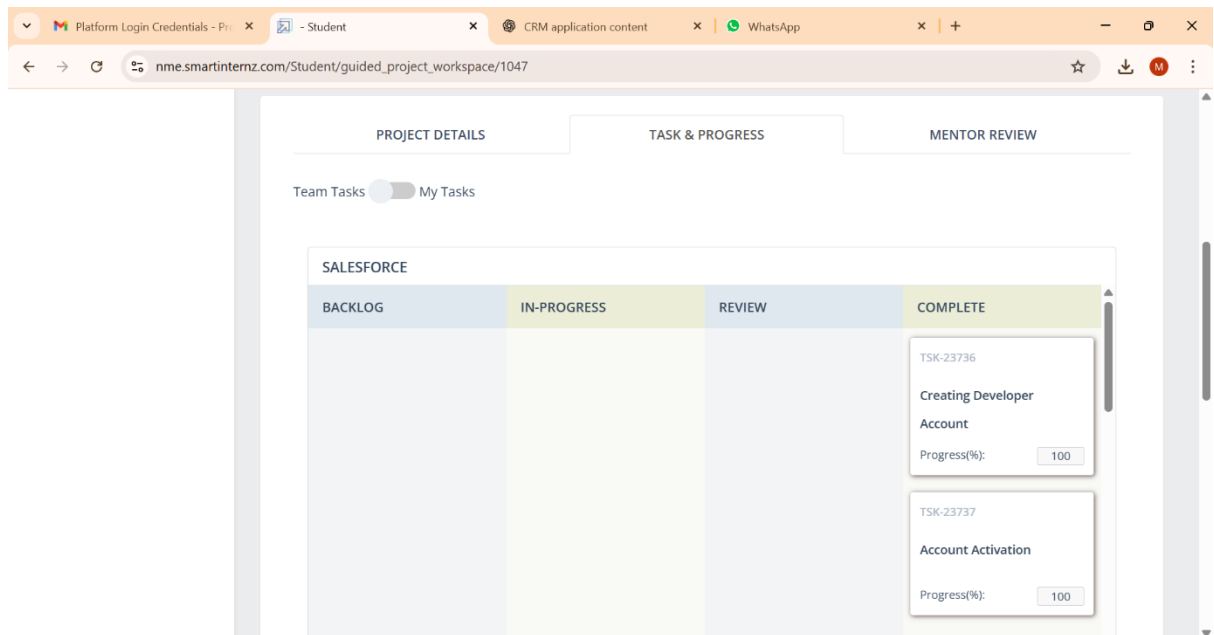 Platform Login Credentials - Pro
- Student
CRM application content
WhatsApp
nme.smartinternz.com/Student/guided_project_workspace/1047
M
PROJECT DETAILS
TASK & PROGRESS
MENTOR REVIEW
Team Tasks
My Tasks
SALESFORCE
BACKLOG
IN-PROGRESS
REVIEW
COMPLETE
TSK-23736
Creating Developer
Account
Progress(%):
100
TSK-23737
Account Activation
Progress(%):
100